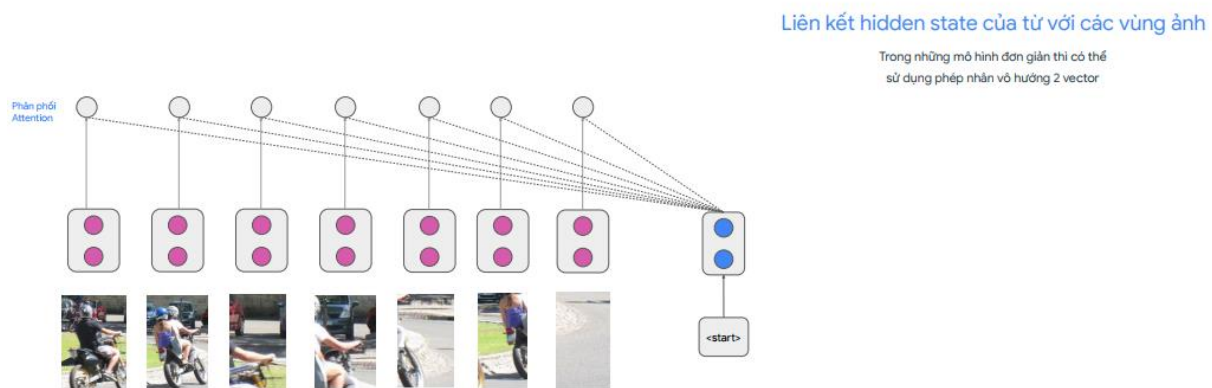 Liên kết hidden state của từ với các vùng ảnh
Trong những mô hình đơn giản thì có thể
sử dụng phép nhân vô hướng 2 vector
Phân phối
Attention
<start>